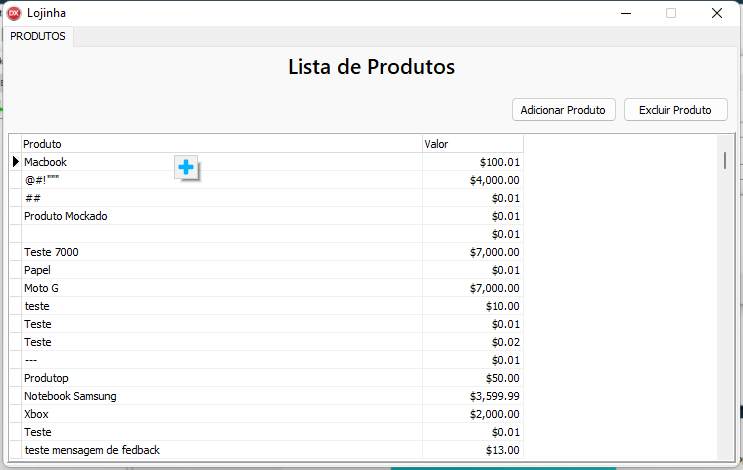 DX Lojinha
PRODUTOS
Lista de Produtos
Adicionar Produto Excluir Produto
Produto Valor
Macbook $100.01
@#!""" $4,000.00
## $0.01
Produto Mockado $0.01
$0.01
Teste 7000 $7,000.00
Papel $0.01
Moto G $7,000.00
teste $10.00
Teste $0.01
Teste $0.02
--- $0.01
Produtop $50.00
Notebook Samsung $3,599.99
Xbox $2,000.00
Teste $0.01
teste mensagem de fedback $13.00